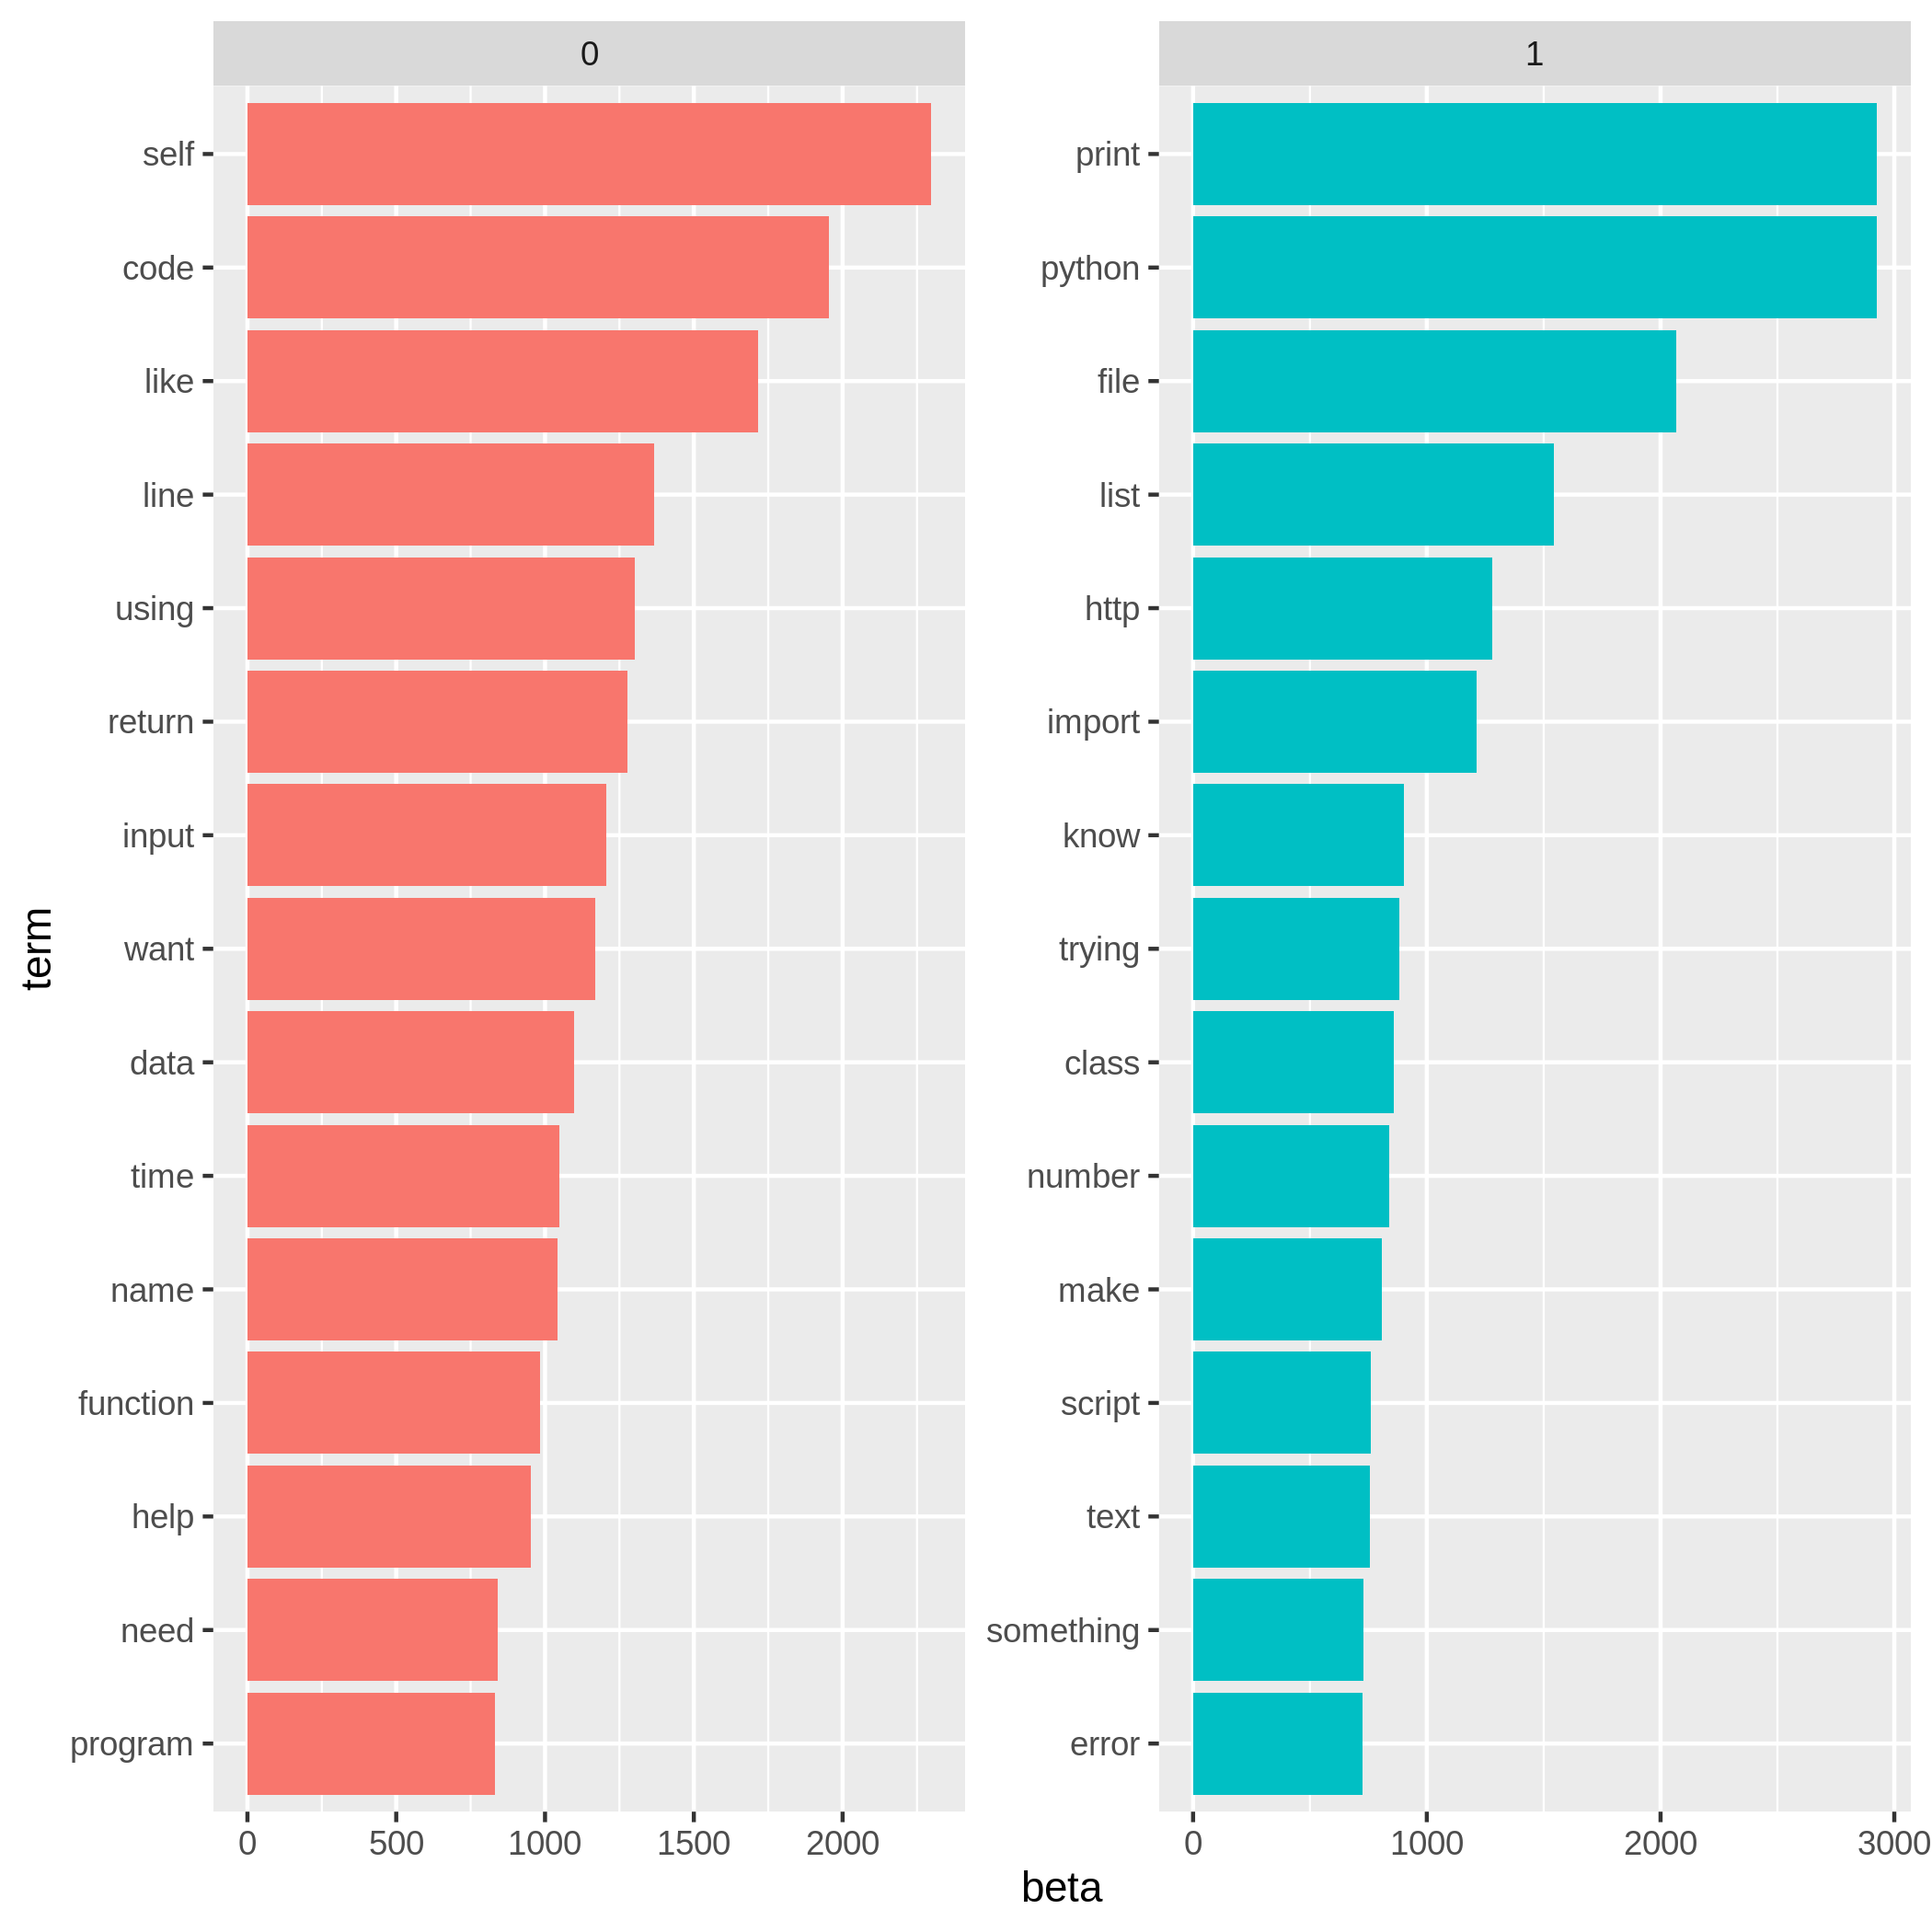 0
1
self
code
like
line
using
return
input
want
data
time
name
function
help
need
program
print
python
file
list
http
import
know
trying
class
number
make
script
text
something
error
term
0 500 1000 1500 2000
0 1000 2000 3000
beta